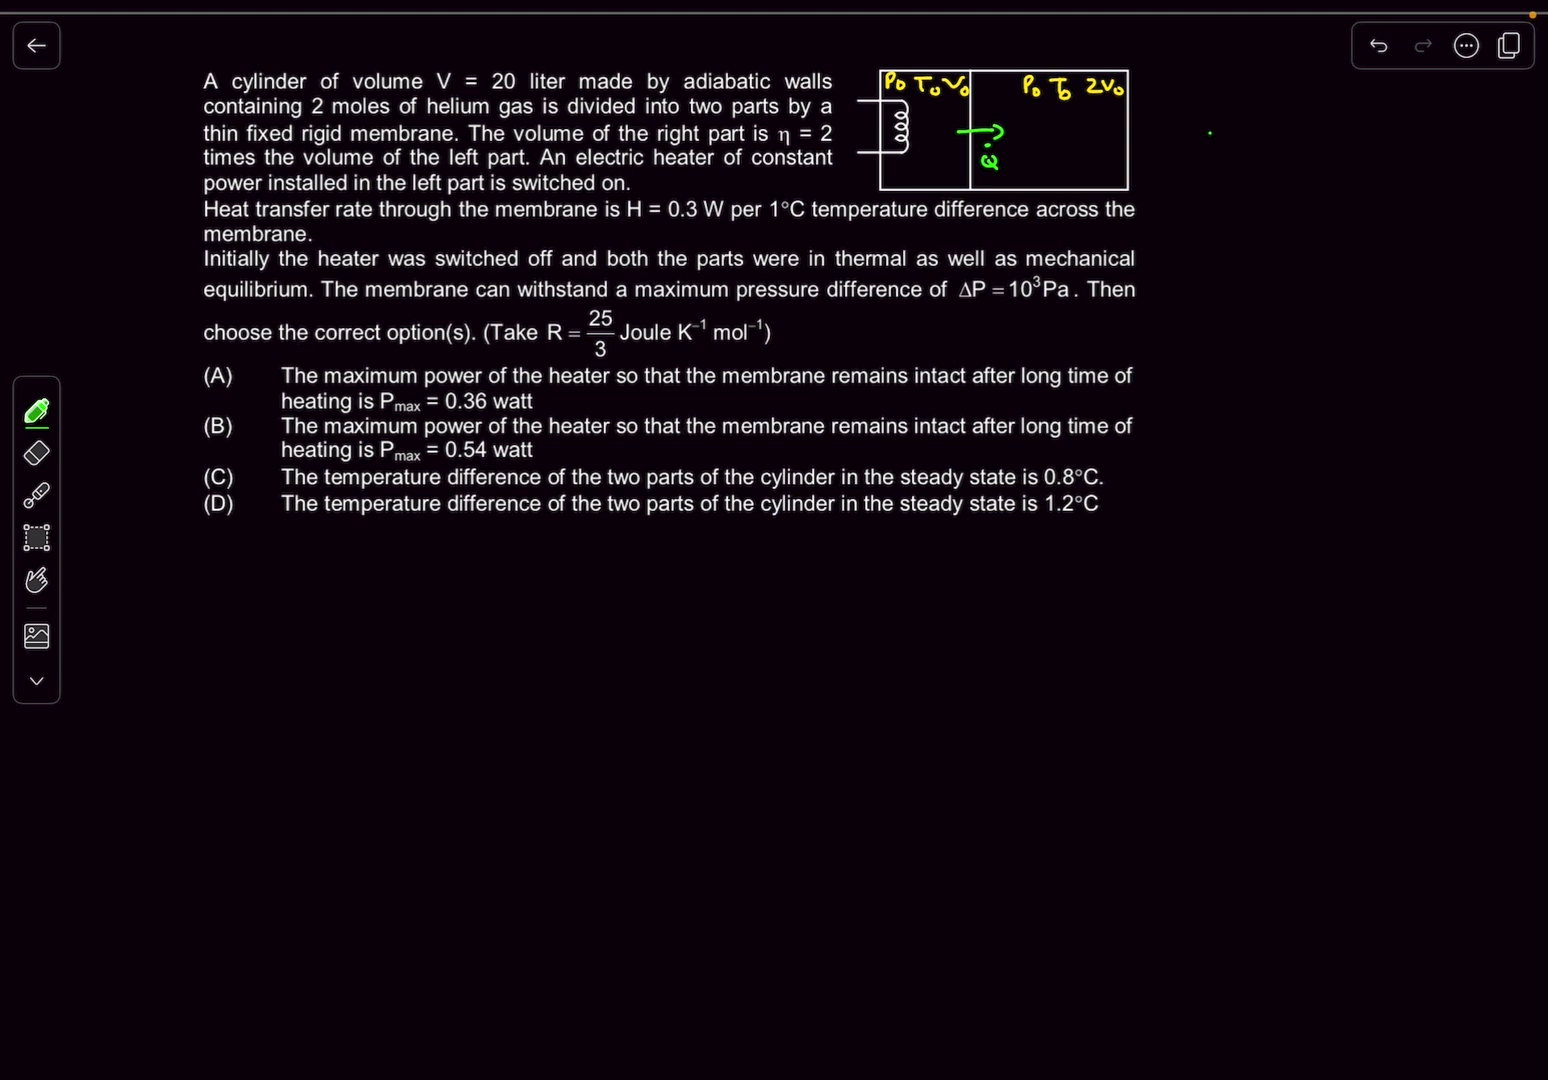 A cylinder of volume V = 20 liter made by adiabatic walls
containing 2 moles of helium gas is divided into two parts by a
thin fixed rigid membrane. The volume of the right part is η = 2
times the volume of the left part. An electric heater of constant
power installed in the left part is switched on.
P₀ T₀ V₀
P₀ T₀ 2V₀
Q̇
Heat transfer rate through the membrane is H = 0.3 W per 1°C temperature difference across the
membrane.
Initially the heater was switched off and both the parts were in thermal as well as mechanical
equilibrium. The membrane can withstand a maximum pressure difference of ΔP = 10³Pa. Then
choose the correct option(s). (Take R = 25/3 Joule K⁻¹ mol⁻¹)
(A) The maximum power of the heater so that the membrane remains intact after long time of
heating is Pmax = 0.36 watt
(B) The maximum power of the heater so that the membrane remains intact after long time of
heating is Pmax = 0.54 watt
(C) The temperature difference of the two parts of the cylinder in the steady state is 0.8°C.
(D) The temperature difference of the two parts of the cylinder in the steady state is 1.2°C